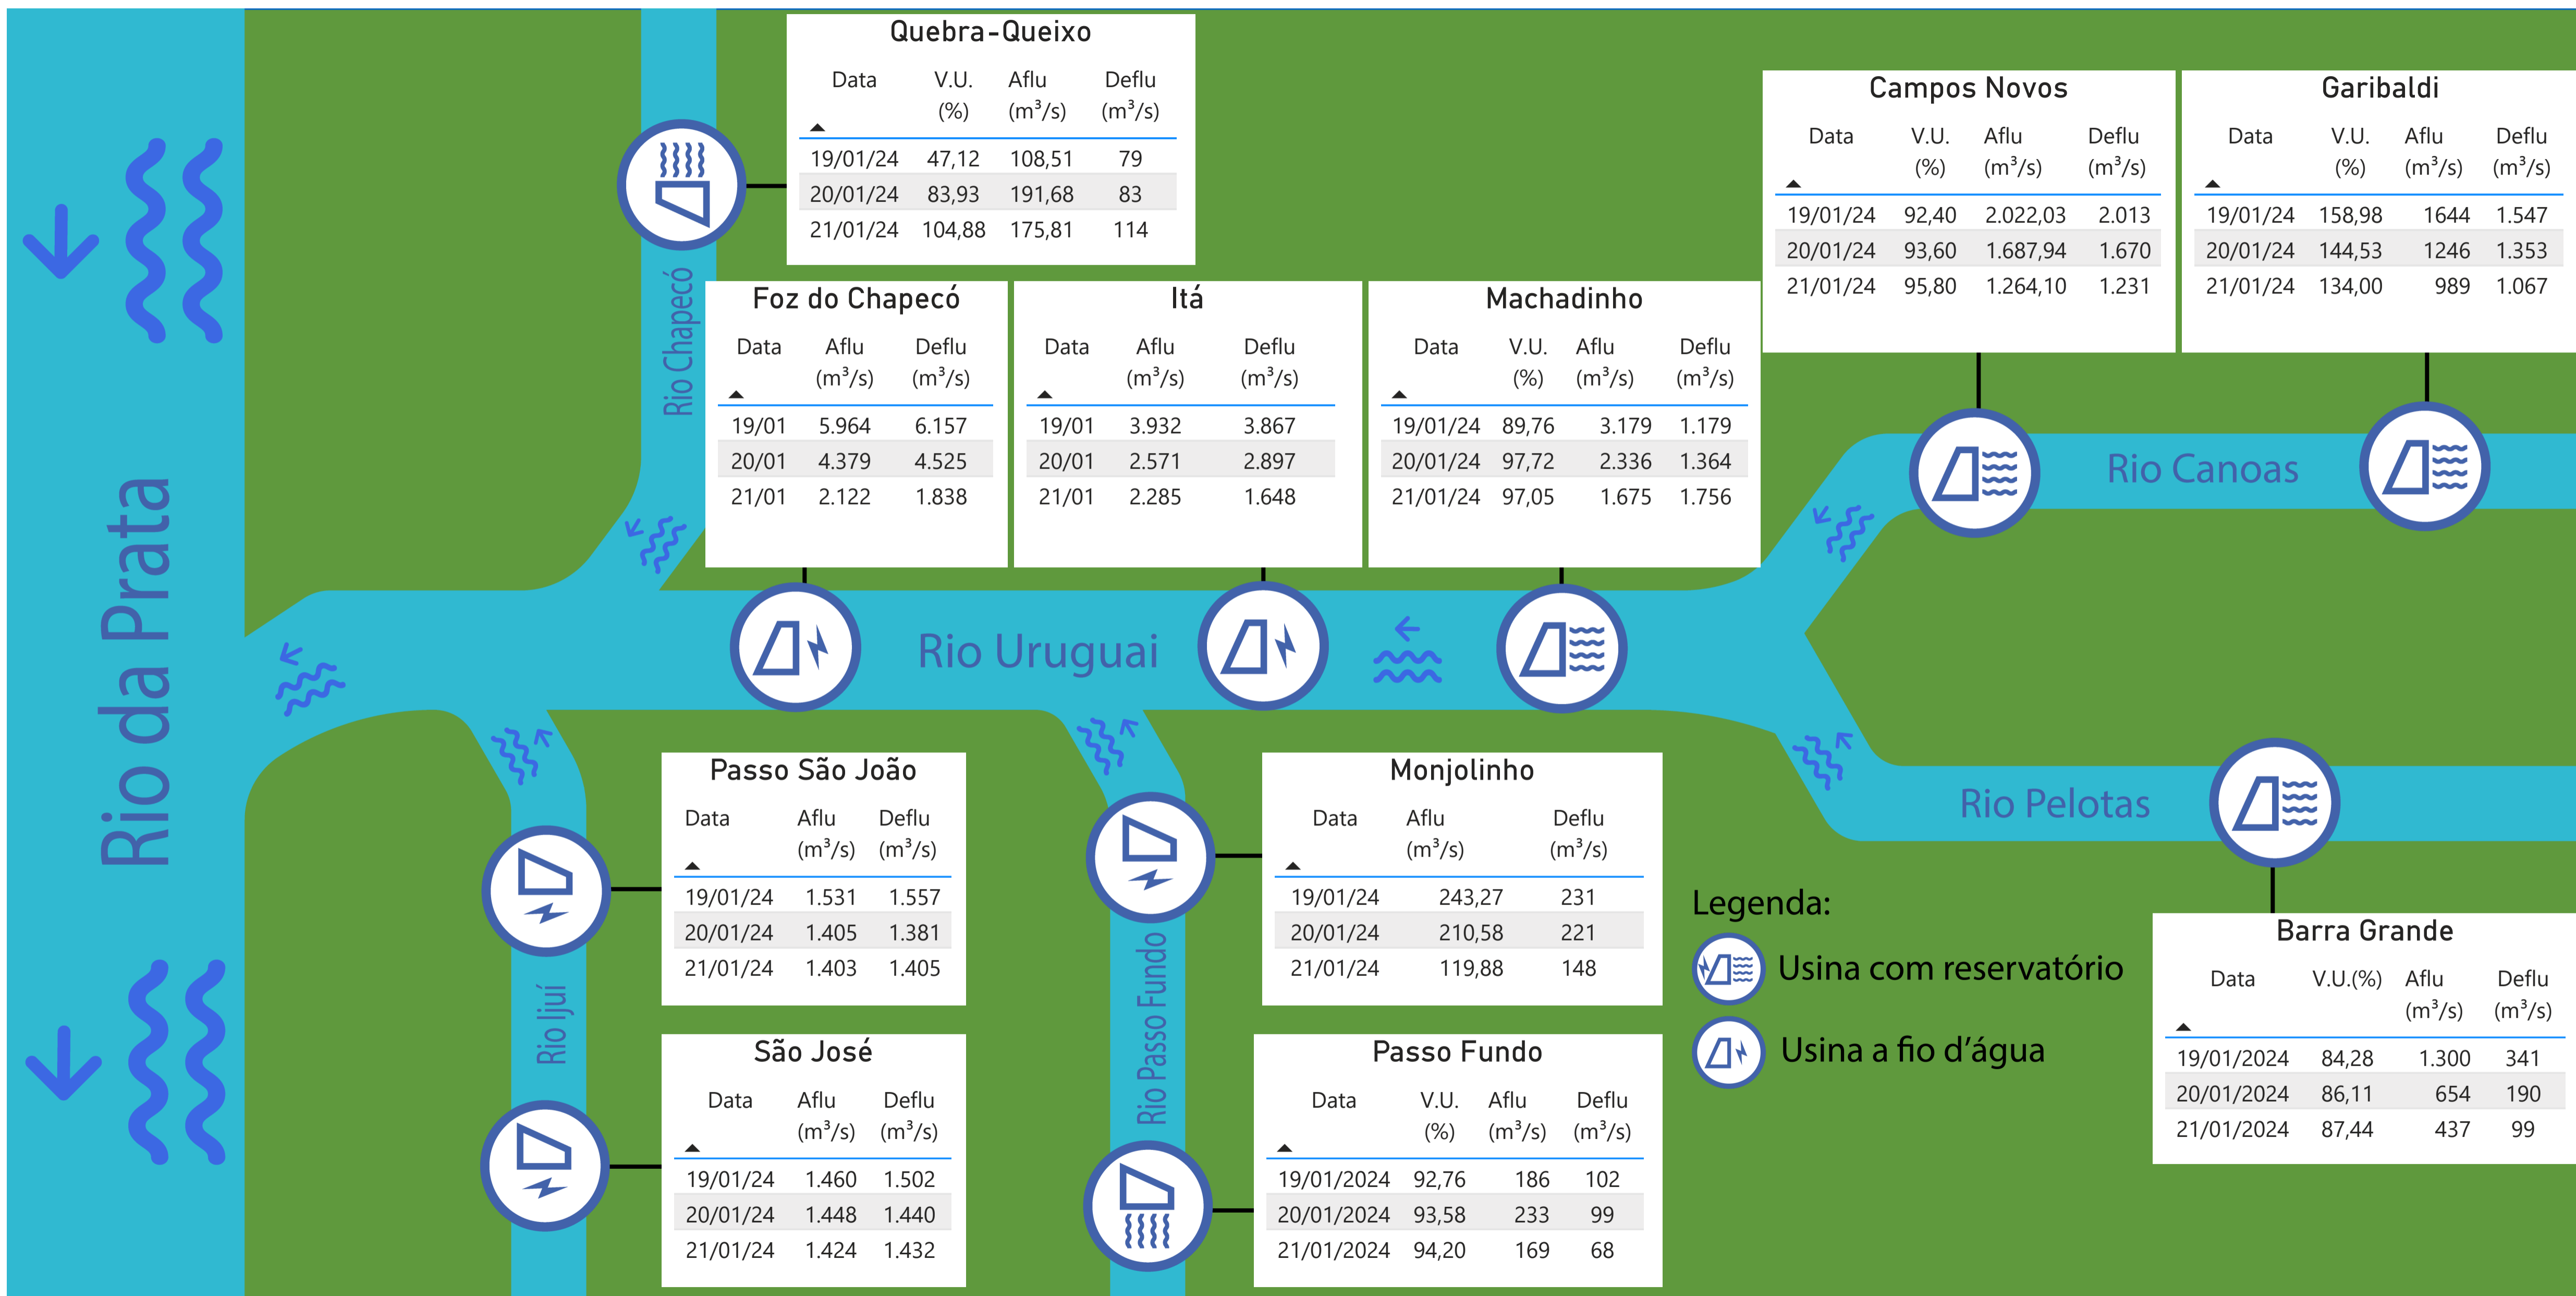 Quebra-Queixo
Data V.U. (%) Aflu (m³/s) Deflu (m³/s)
19/01/24 47,12 108,51 79
20/01/24 83,93 191,68 83
21/01/24 104,88 175,81 114
Campos Novos
Data V.U. (%) Aflu (m³/s) Deflu (m³/s)
19/01/24 92,40 2.022,03 2.013
20/01/24 93,60 1.687,94 1.670
21/01/24 95,80 1.264,10 1.231
Garibaldi
Data V.U. (%) Aflu (m³/s) Deflu (m³/s)
19/01/24 158,98 1644 1.547
20/01/24 144,53 1246 1.353
21/01/24 134,00 989 1.067
Rio Chapecó
Foz do Chapecó
Data Aflu (m³/s) Deflu (m³/s)
19/01 5.964 6.157
20/01 4.379 4.525
21/01 2.122 1.838
Itá
Data Aflu (m³/s) Deflu (m³/s)
19/01 3.932 3.867
20/01 2.571 2.897
21/01 2.285 1.648
Machadinho
Data V.U. (%) Aflu (m³/s) Deflu (m³/s)
19/01/24 89,76 3.179 1.179
20/01/24 97,72 2.336 1.364
21/01/24 97,05 1.675 1.756
Rio Canoas
Rio da Prata
Rio Uruguai
Rio Pelotas
Passo São João
Data Aflu (m³/s) Deflu (m³/s)
19/01/24 1.531 1.557
20/01/24 1.405 1.381
21/01/24 1.403 1.405
Monjolinho
Data Aflu (m³/s) Deflu (m³/s)
19/01/24 243,27 231
20/01/24 210,58 221
21/01/24 119,88 148
Legenda:
Usina com reservatório
Usina a fio d’água
Barra Grande
Data V.U.(%) Aflu (m³/s) Deflu (m³/s)
19/01/2024 84,28 1.300 341
20/01/2024 86,11 654 190
21/01/2024 87,44 437 99
Rio Ijuí
São José
Data Aflu (m³/s) Deflu (m³/s)
19/01/24 1.460 1.502
20/01/24 1.448 1.440
21/01/24 1.424 1.432
Rio Passo Fundo
Passo Fundo
Data V.U. (%) Aflu (m³/s) Deflu (m³/s)
19/01/2024 92,76 186 102
20/01/2024 93,58 233 99
21/01/2024 94,20 169 68